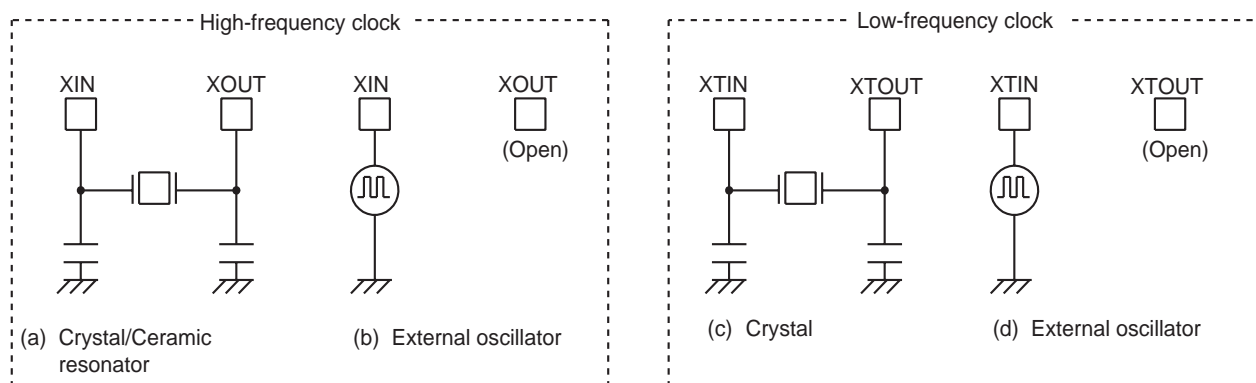 High-frequency clock
XIN
XOUT
XIN
XOUT
(Open)
(a) Crystal/Ceramic
resonator
(b) External oscillator
Low-frequency clock
XTIN
XTOUT
XTIN
XTOUT
(Open)
(c) Crystal
(d) External oscillator